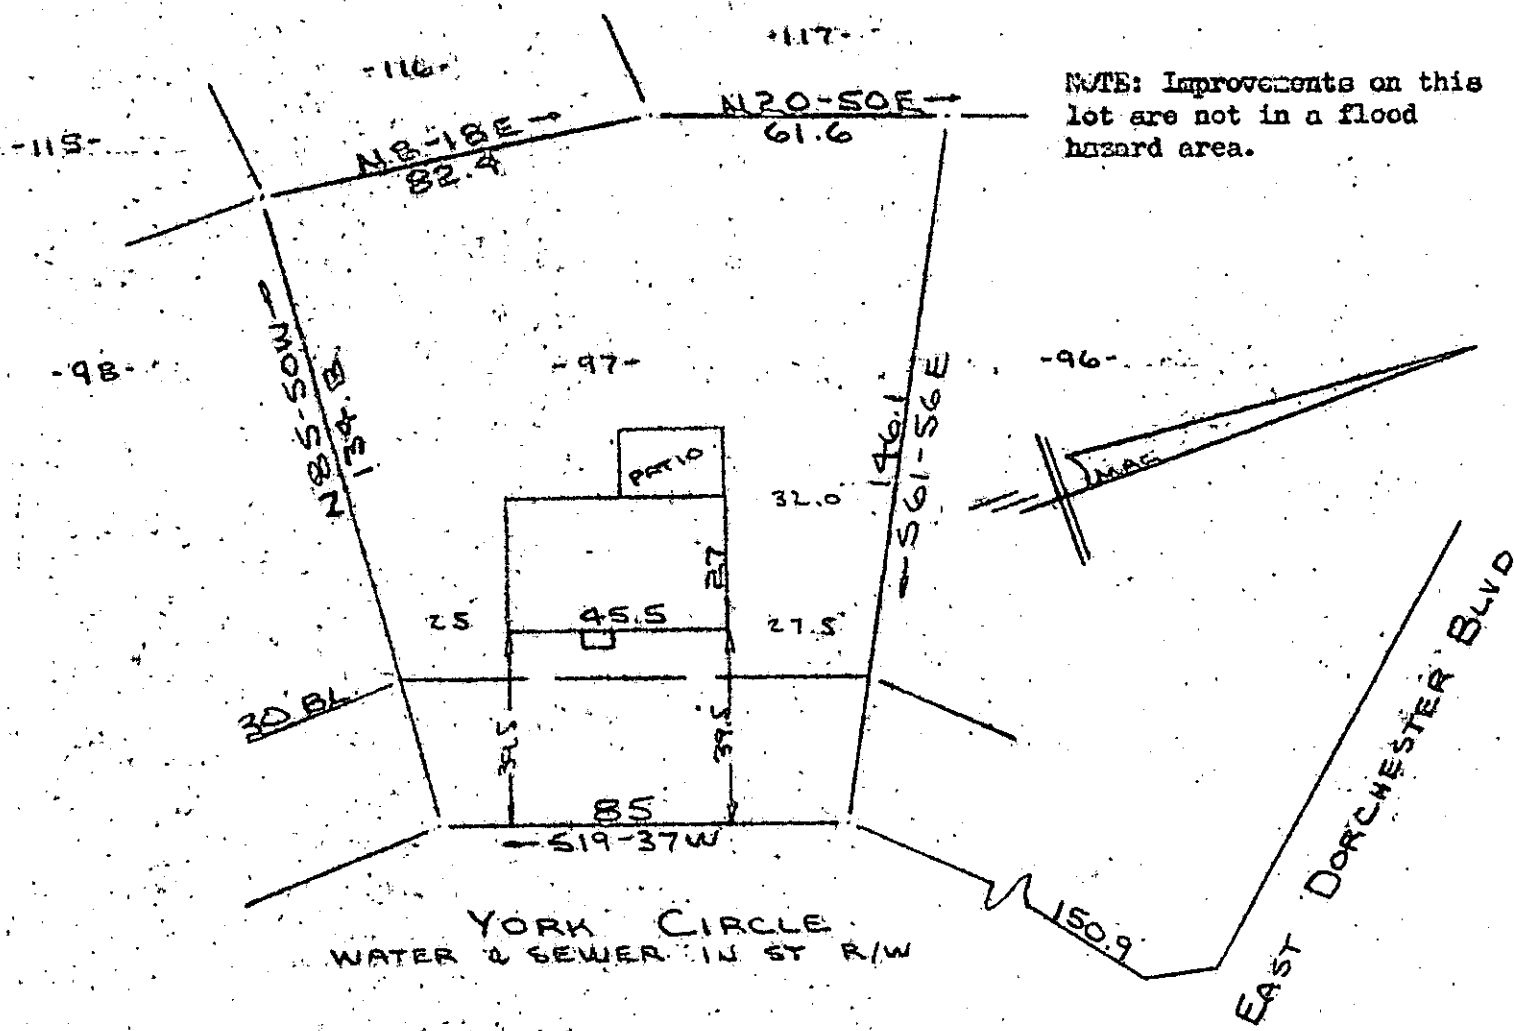 -117-
-116-
NOTE: Improvements on this
lot are not in a flood
hazard area.
N20-50E
61.6
-115-
N8-18E
82.4
N85-50W
134.8
-98-
-97-
-96-
146.1
S61-56E
PATIO
MAG
32.0
27
25
45.5
27.5
30 BL
39.5
39.5
85
S19-37W
YORK CIRCLE
WATER & SEWER IN ST R/W
150.9
EAST DORCHESTER BLVD